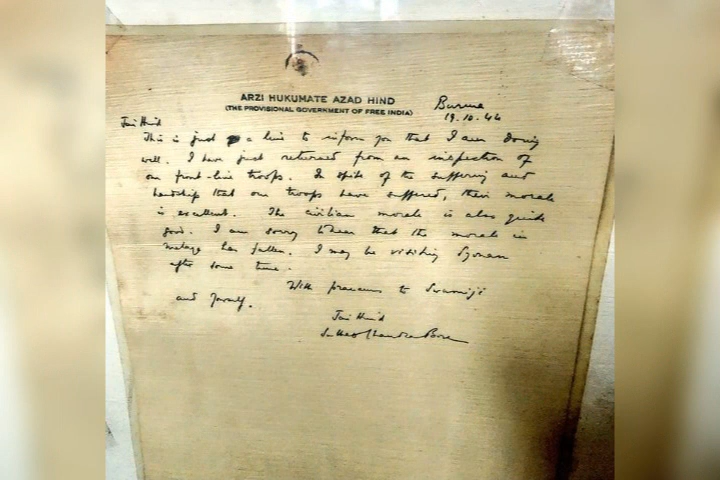 ARZI HUKUMATE AZAD HIND
(THE PROVISIONAL GOVERNMENT OF FREE INDIA)
Burma
19.10.44
Jai Hind
This is just a line to inform you that I am doing
well. I have just returned from an inspection of
our front-line troops. In spite of the suffering and
hardship that our troops have suffered, their morale
is excellent. The civilian morale is also quite
good. I am sorry to hear that the morale in
Malaya has fallen. I may be visiting Syonan
after some time.
With pranams to Swamiji
and yourself.
Jai Hind
Subhas Chandra Bose